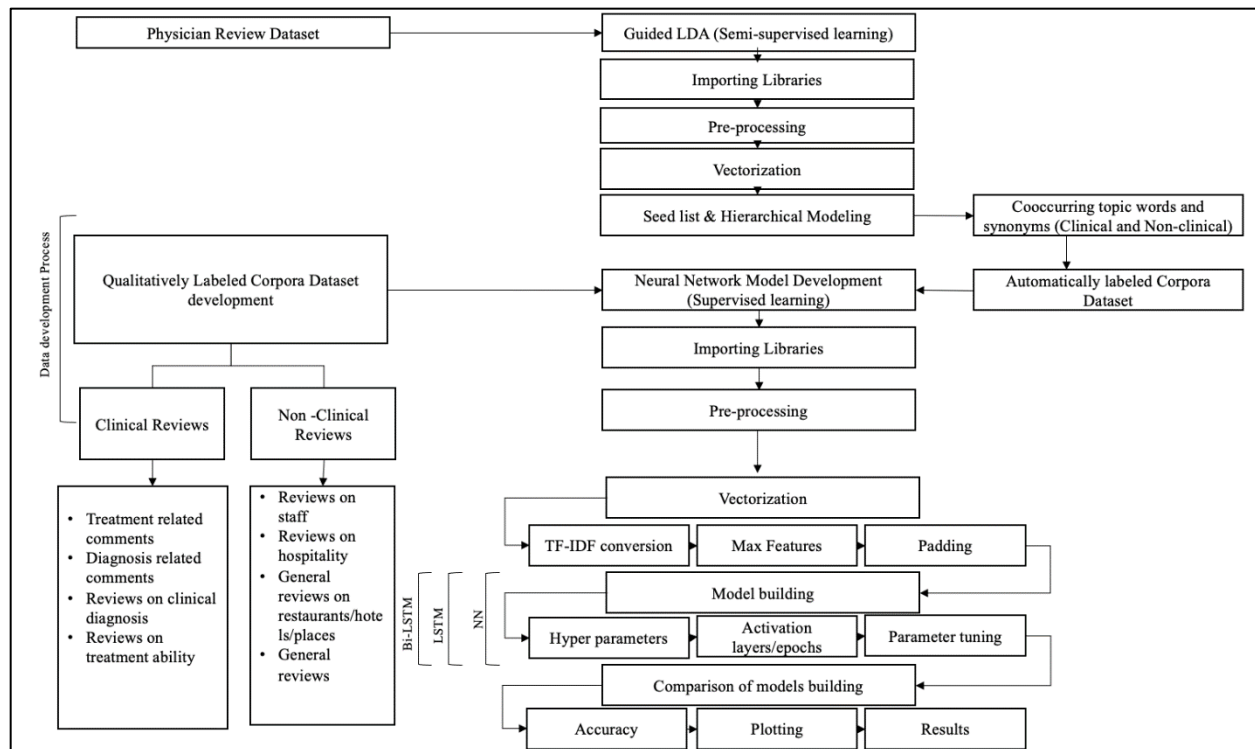 Physician Review Dataset
Guided LDA (Semi-supervised learning)
Importing Libraries
Pre-processing
Vectorization
Seed list & Hierarchical Modeling
Cooccurring topic words and
synonyms (Clinical and Non-clinical)
Automatically labeled Corpora
Dataset
Data development Process
Qualitatively Labeled Corpora Dataset
development
Neural Network Model Development
(Supervised learning)
Importing Libraries
Pre-processing
Clinical Reviews
Non -Clinical
Reviews
• Treatment related
comments
• Diagnosis related
comments
• Reviews on clinical
diagnosis
• Reviews on
treatment ability
• Reviews on
staff
• Reviews on
hospitality
• General
reviews on
restaurants/hote
ls/places
• General
reviews
Vectorization
TF-IDF conversion
Max Features
Padding
Bi-LSTM
LSTM
NN
Model building
Hyper parameters
Activation
layers/epochs
Parameter tuning
Comparison of models building
Accuracy
Plotting
Results